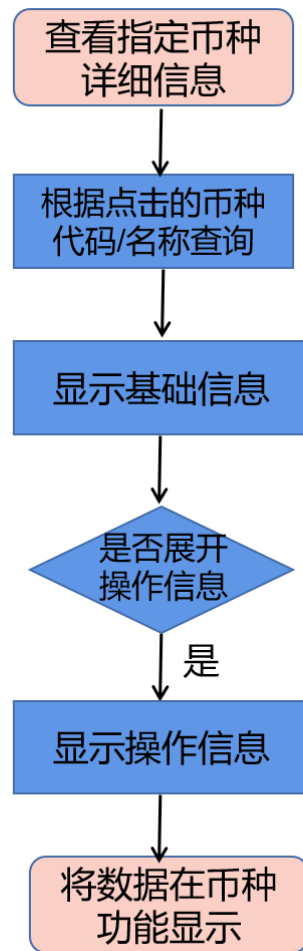 查看指定币种
详细信息
根据点击的币种
代码/名称查询
显示基础信息
是否展开
操作信息
是
显示操作信息
将数据在币种
功能显示